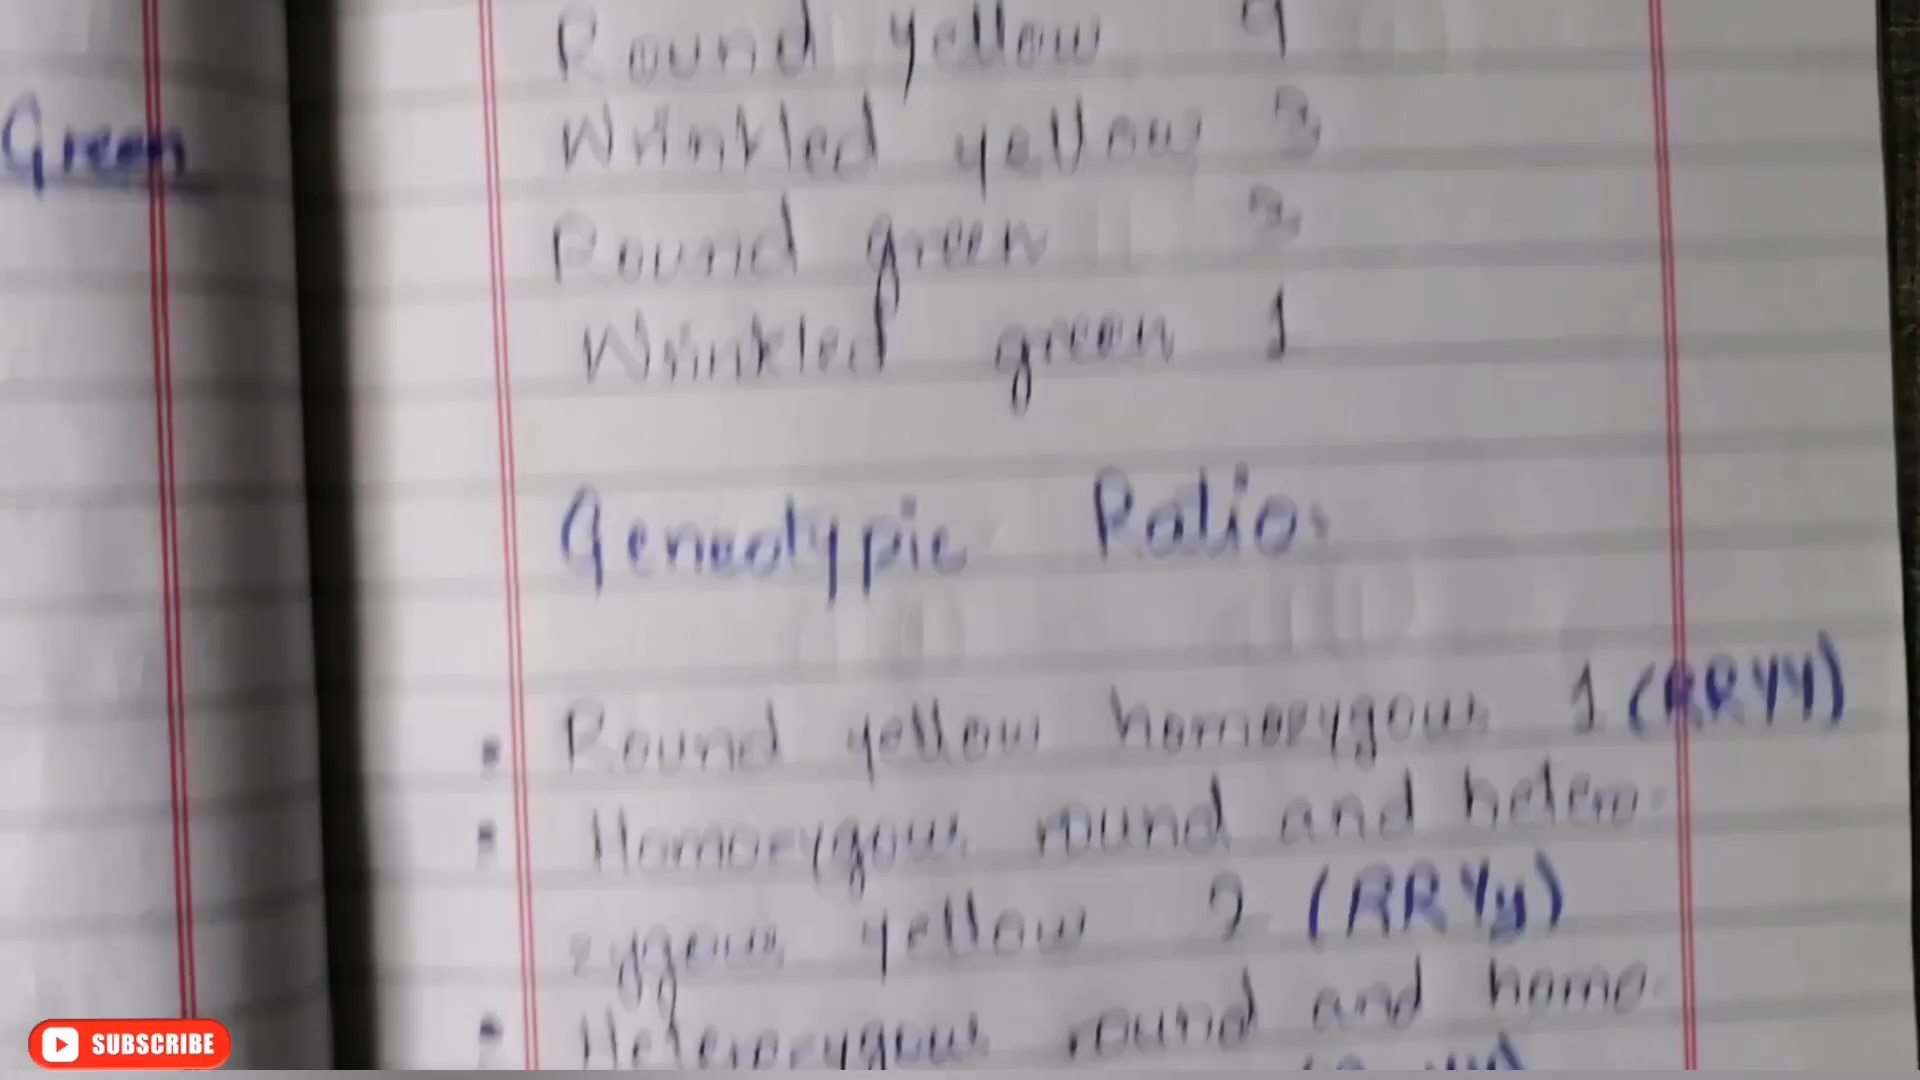 Green
Round yellow 9
Wrinkled yellow 3
Round green 3
Wrinkled green 1
Geneotypic Ratio:
• Round yellow homozygous 1 (RRYY)
• Homozygous round and hetero-
zygous yellow 2 (RRYy)
• Heterozygous round and homo-
SUBSCRIBE